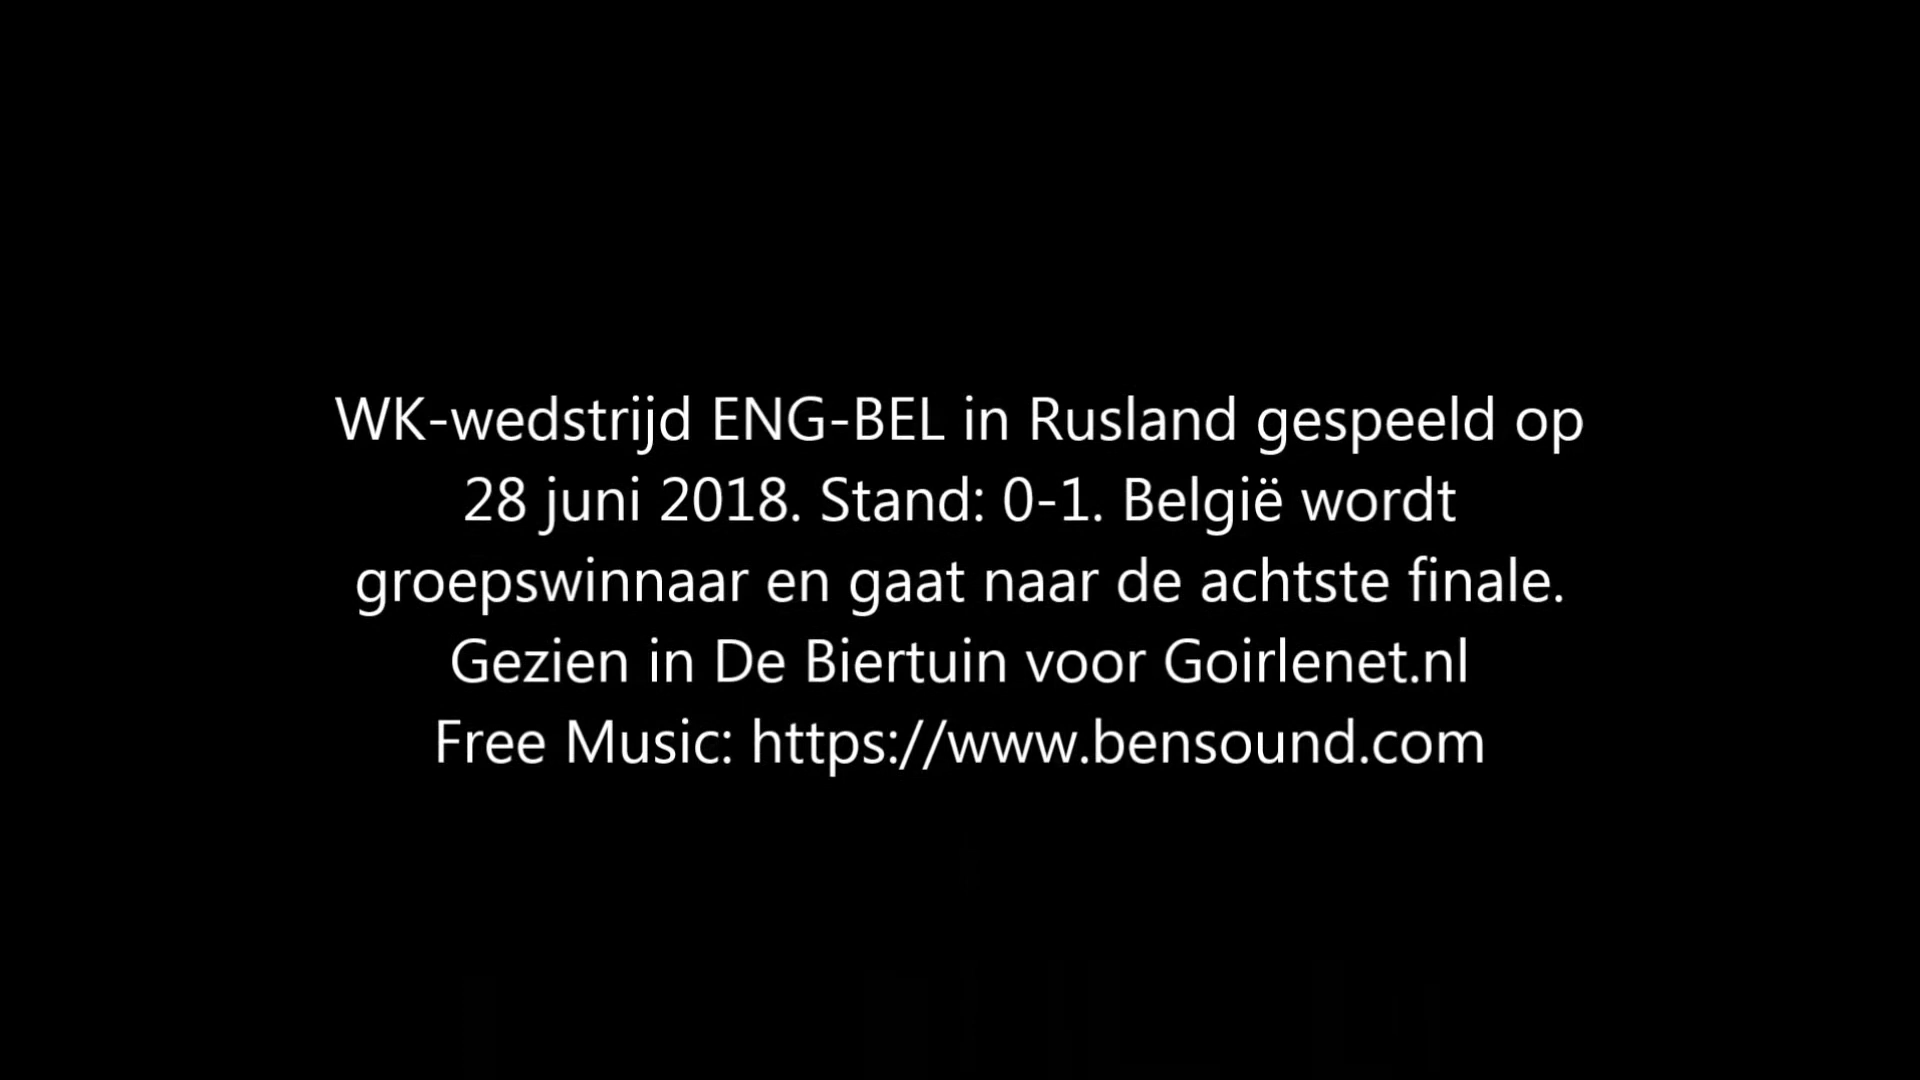 WK-wedstrijd ENG-BEL in Rusland gespeeld op
28 juni 2018. Stand: 0-1. België wordt
groepswinnaar en gaat naar de achtste finale.
Gezien in De Biertuin voor Goirlenet.nl
Free Music: https://www.bensound.com